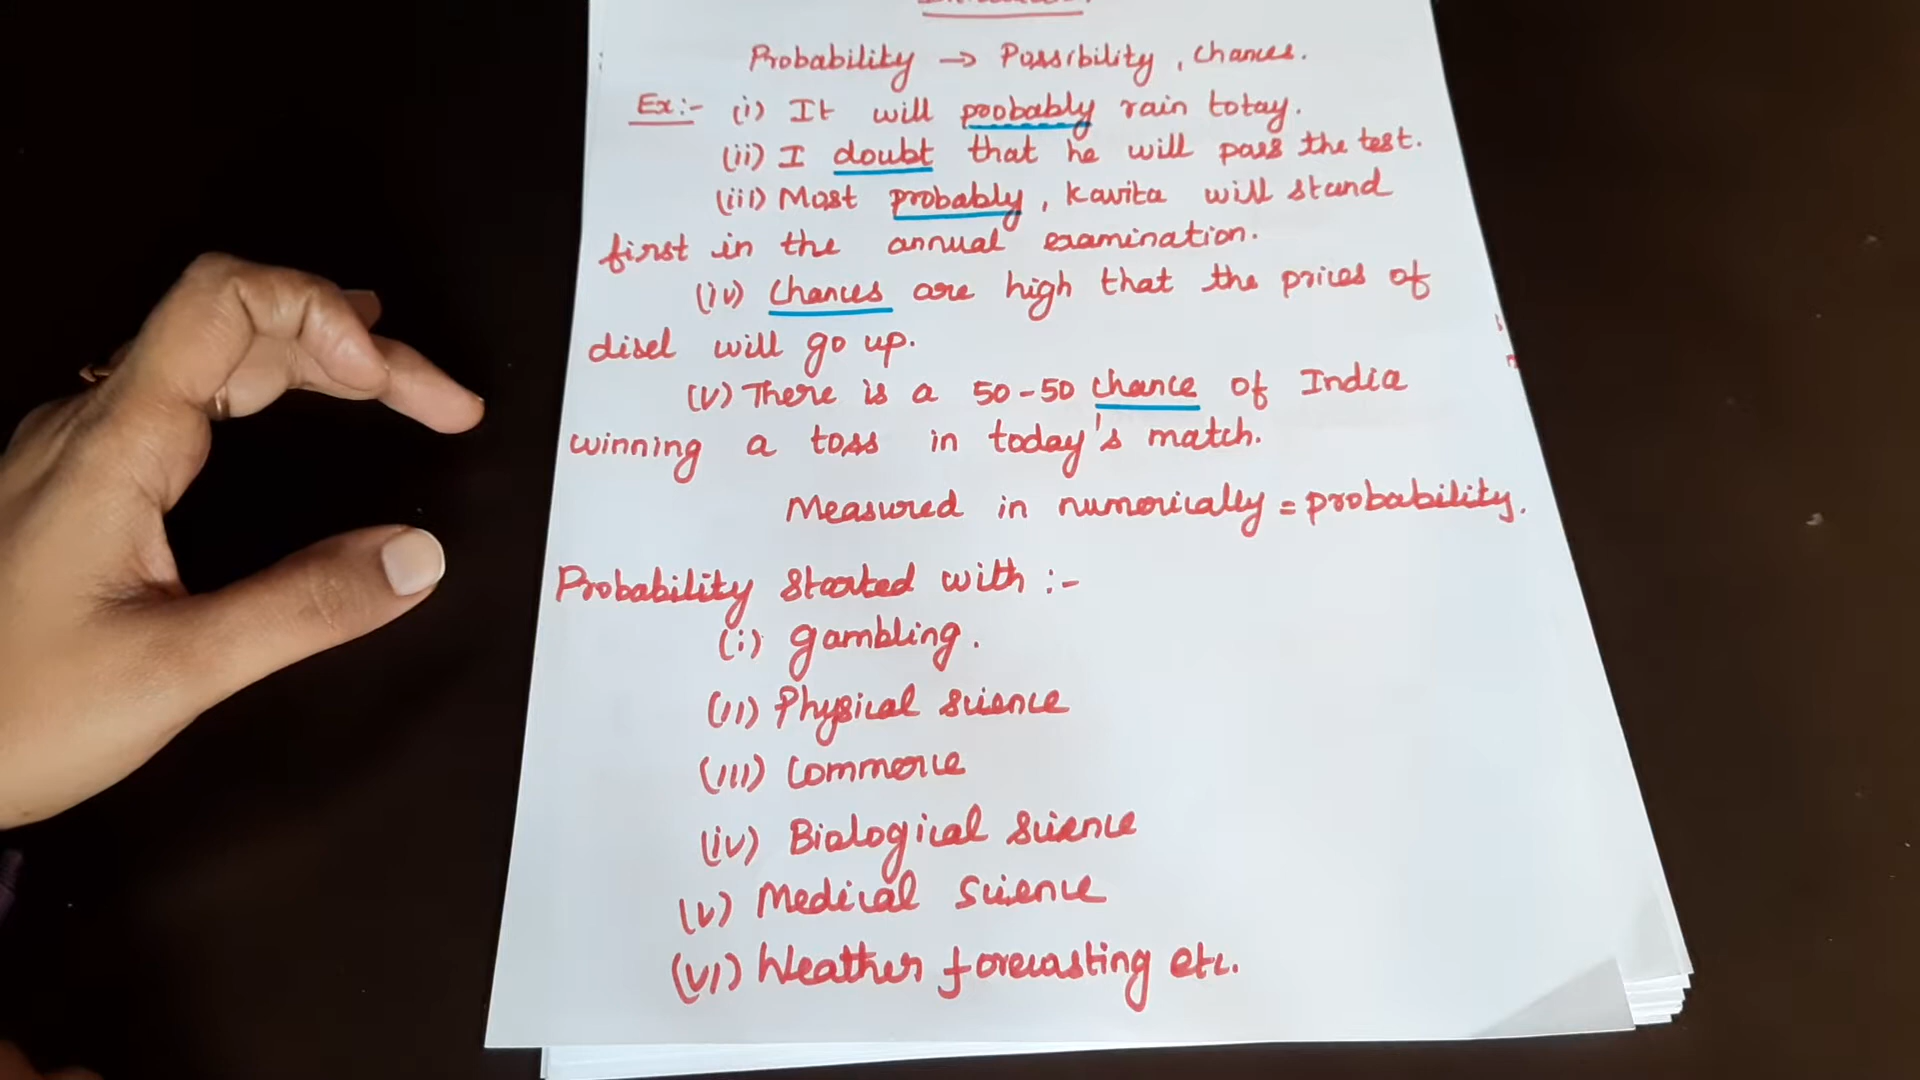 Probability → Possibility, Chances.
Ex:- (i) It will poobably rain totay.
(ii) I doubt that he will pass the test.
(iii) Most probably, Kavita will stand
first in the annual examination.
(iv) Chances are high that the prices of
disel will go up.
(v) There is a 50-50 chance of India
winning a toss in today's match.
Measured in numerically = probability.
Probability Started with :-
(i) gambling.
(ii) Physical science
(iii) Commerce
(iv) Biological Science
(v) Medical Science
(vi) Weather forecasting etc.